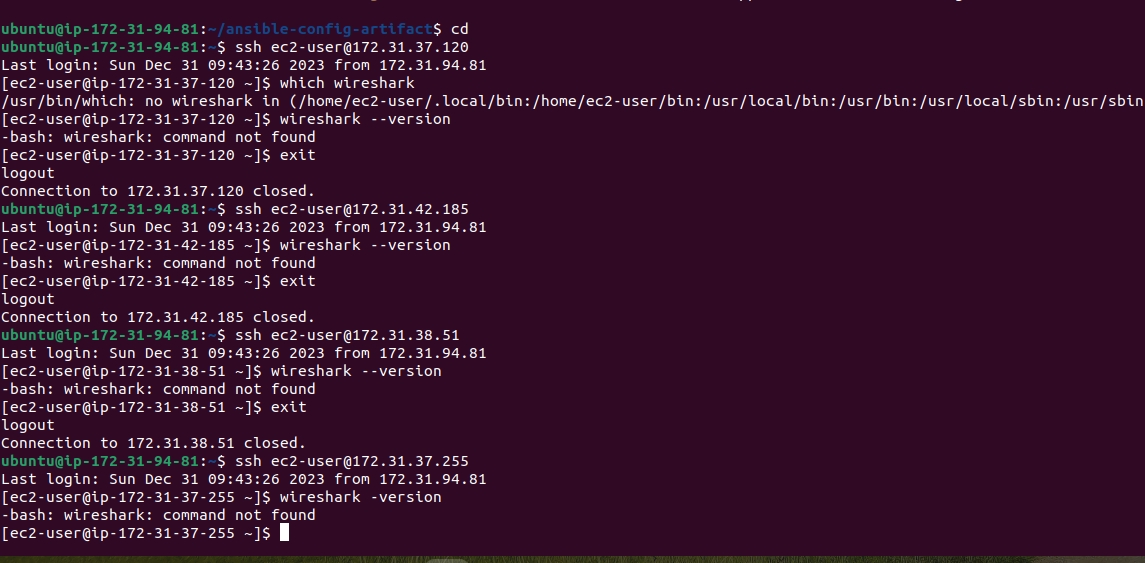 ubuntu@ip-172-31-94-81:~/ansible-config-artifact$ cd
ubuntu@ip-172-31-94-81:~$ ssh ec2-user@172.31.37.120
Last login: Sun Dec 31 09:43:26 2023 from 172.31.94.81
[ec2-user@ip-172-31-37-120 ~]$ which wireshark
/usr/bin/which: no wireshark in (/home/ec2-user/.local/bin:/home/ec2-user/bin:/usr/local/bin:/usr/bin:/usr/local/sbin:/usr/sbin
[ec2-user@ip-172-31-37-120 ~]$ wireshark --version
-bash: wireshark: command not found
[ec2-user@ip-172-31-37-120 ~]$ exit
logout
Connection to 172.31.37.120 closed.
ubuntu@ip-172-31-94-81:~$ ssh ec2-user@172.31.42.185
Last login: Sun Dec 31 09:43:26 2023 from 172.31.94.81
[ec2-user@ip-172-31-42-185 ~]$ wireshark --version
-bash: wireshark: command not found
[ec2-user@ip-172-31-42-185 ~]$ exit
logout
Connection to 172.31.42.185 closed.
ubuntu@ip-172-31-94-81:~$ ssh ec2-user@172.31.38.51
Last login: Sun Dec 31 09:43:26 2023 from 172.31.94.81
[ec2-user@ip-172-31-38-51 ~]$ wireshark --version
-bash: wireshark: command not found
[ec2-user@ip-172-31-38-51 ~]$ exit
logout
Connection to 172.31.38.51 closed.
ubuntu@ip-172-31-94-81:~$ ssh ec2-user@172.31.37.255
Last login: Sun Dec 31 09:43:26 2023 from 172.31.94.81
[ec2-user@ip-172-31-37-255 ~]$ wireshark -version
-bash: wireshark: command not found
[ec2-user@ip-172-31-37-255 ~]$